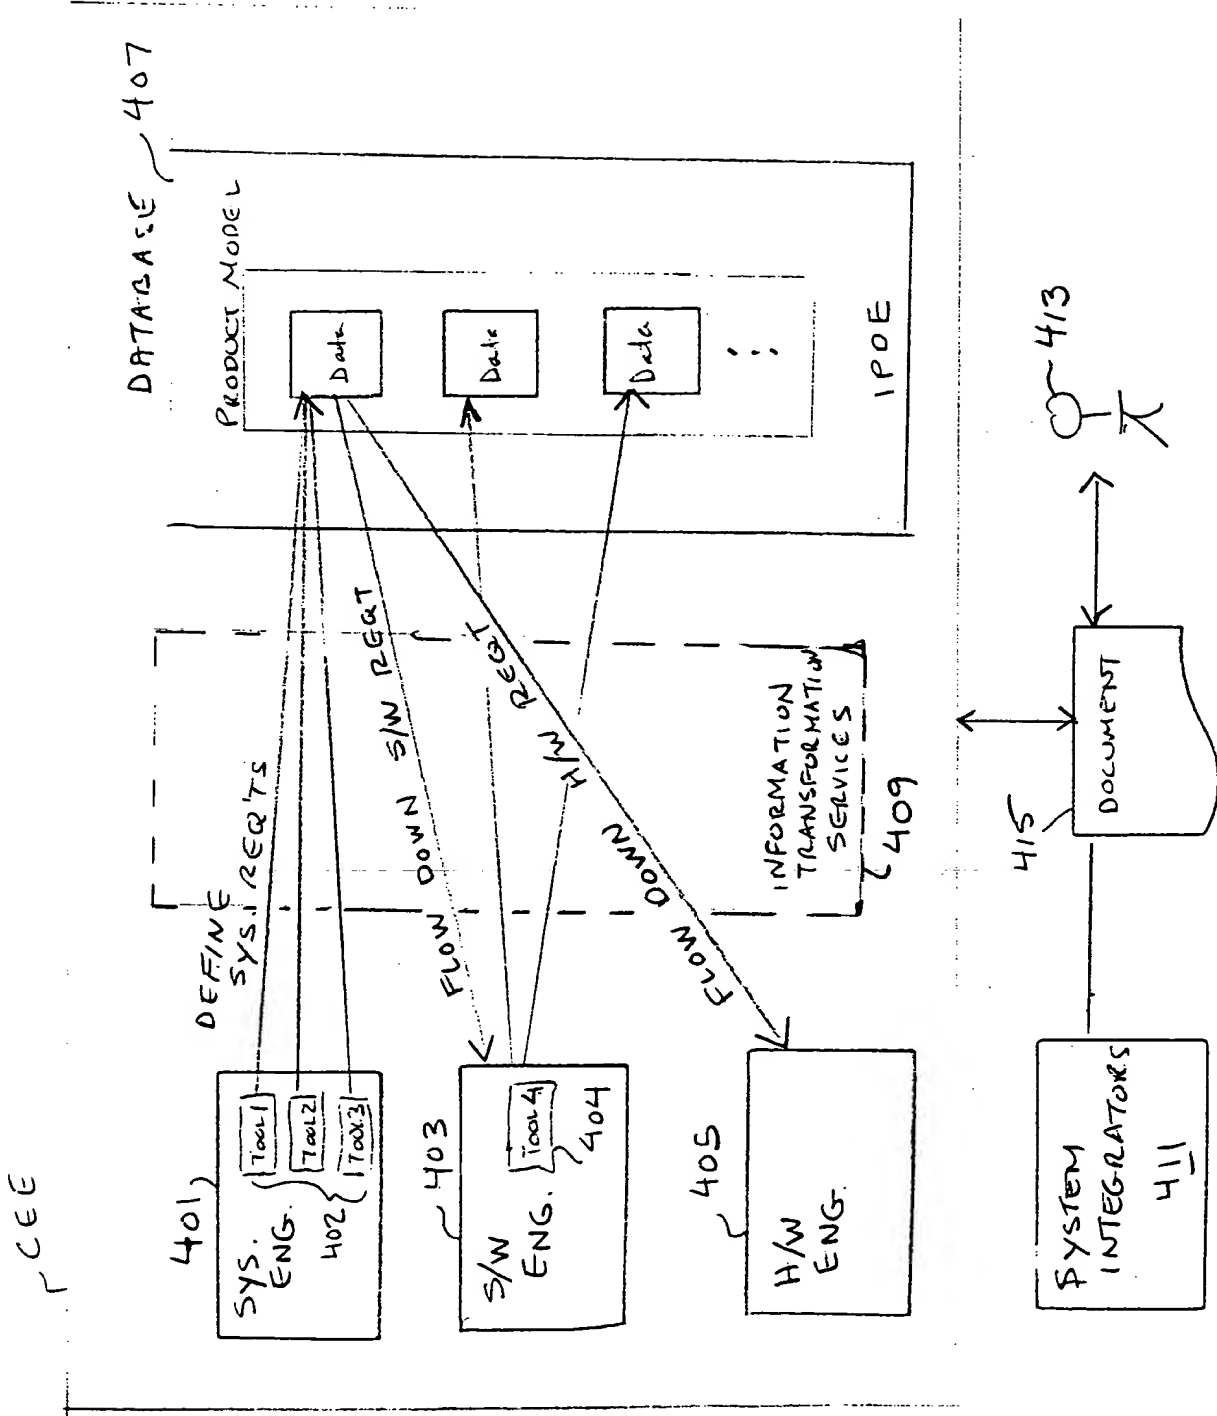 CEE
DATABASE 407
PRODUCT MODEL
Data
Data
Data
IPDE
DEFINE
SYS. REQ'TS
FLOW DOWN S/W REQT
FLOW DOWN H/W REQT
INFORMATION
TRANSFORMATION
SERVICES
409
401
SYS.
ENG.
TOOL1
TOOL2
TOOL3
402
403
S/W
ENG.
TOOL4
404
405
H/W
ENG.
SYSTEM
INTEGRATORS
411
415
DOCUMENT
413